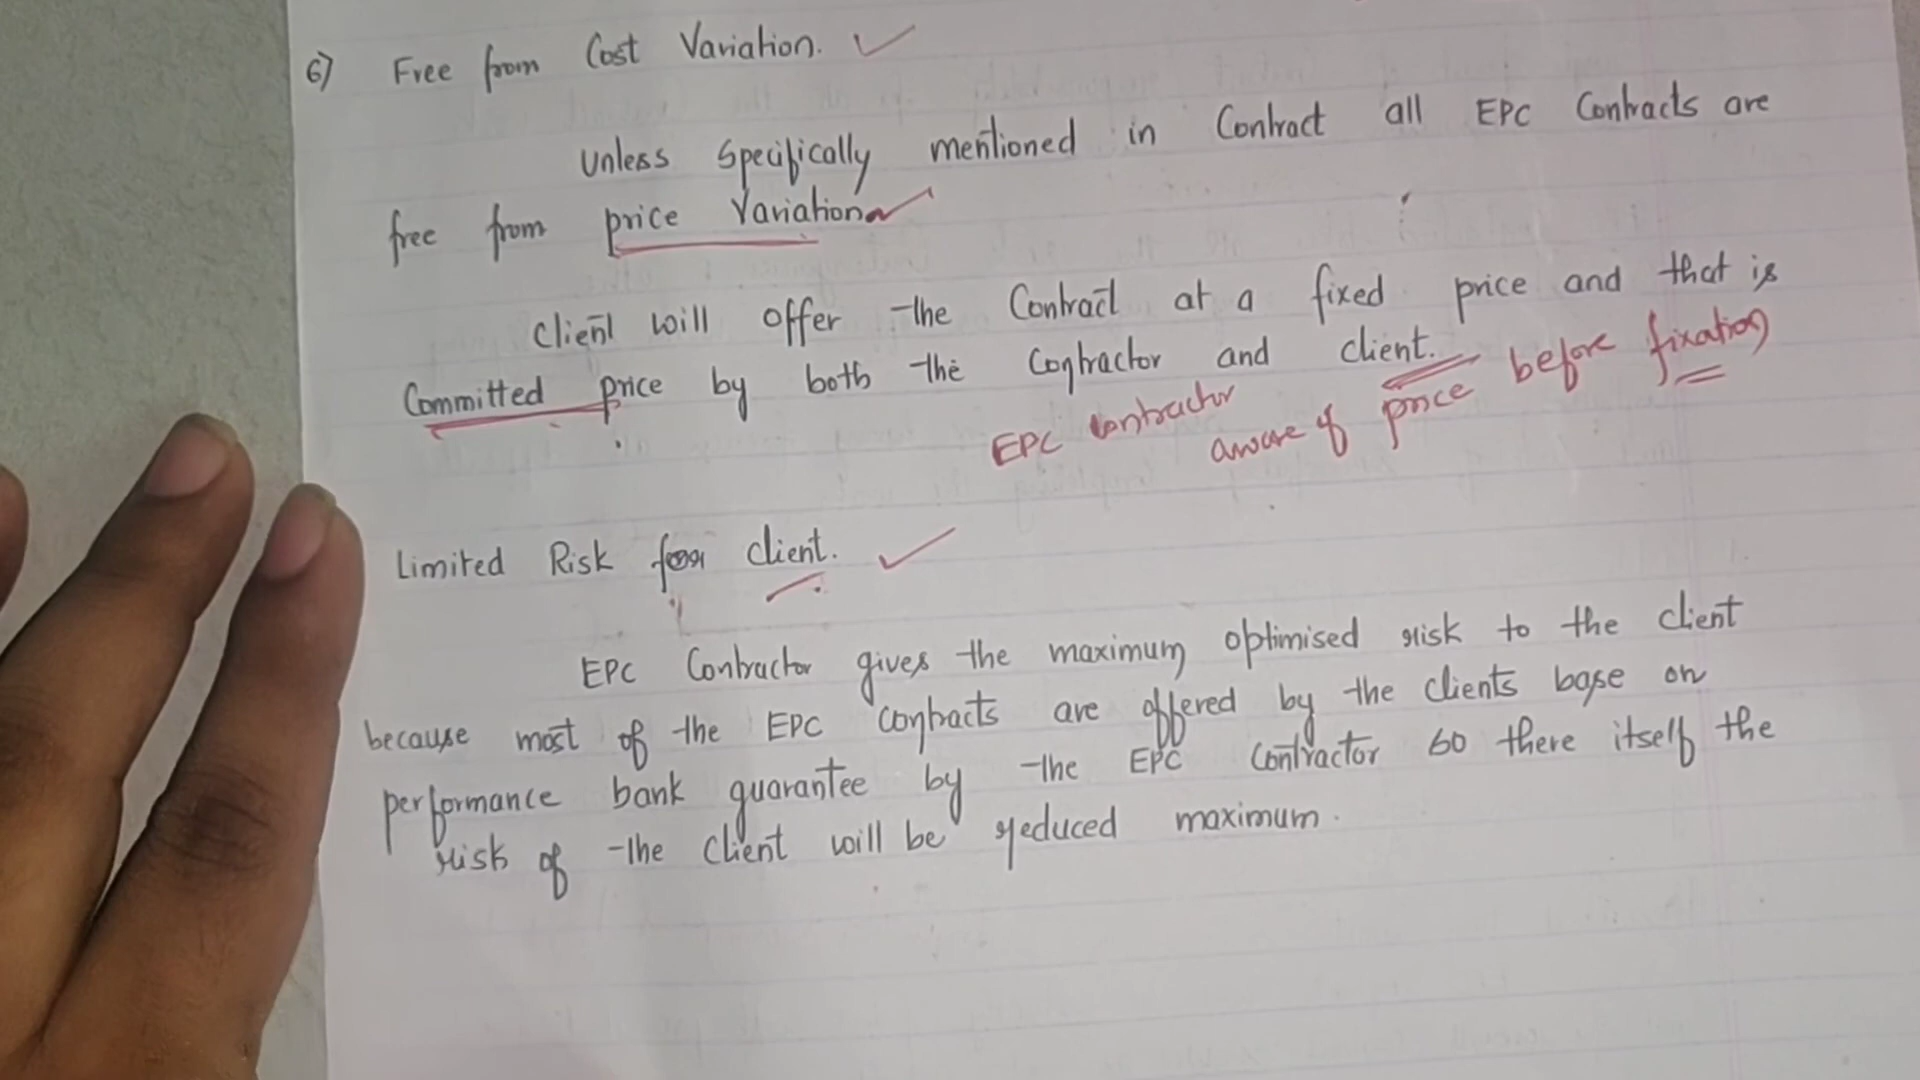 6) Free from Cost Variation.
Unless Specifically mentioned in Contract all EPC Contracts are
free from price Variation
Client will offer the Contract at a fixed price and that is
Committed price by both the Contractor and client.
EPC contractor aware of price before fixation
Limited Risk for client.
EPC Contractor gives the maximum optimised risk to the client
because most of the EPC contracts are offered by the clients base on
performance bank guarantee by the EPC Contractor so there itself the
risk of the client will be reduced maximum.